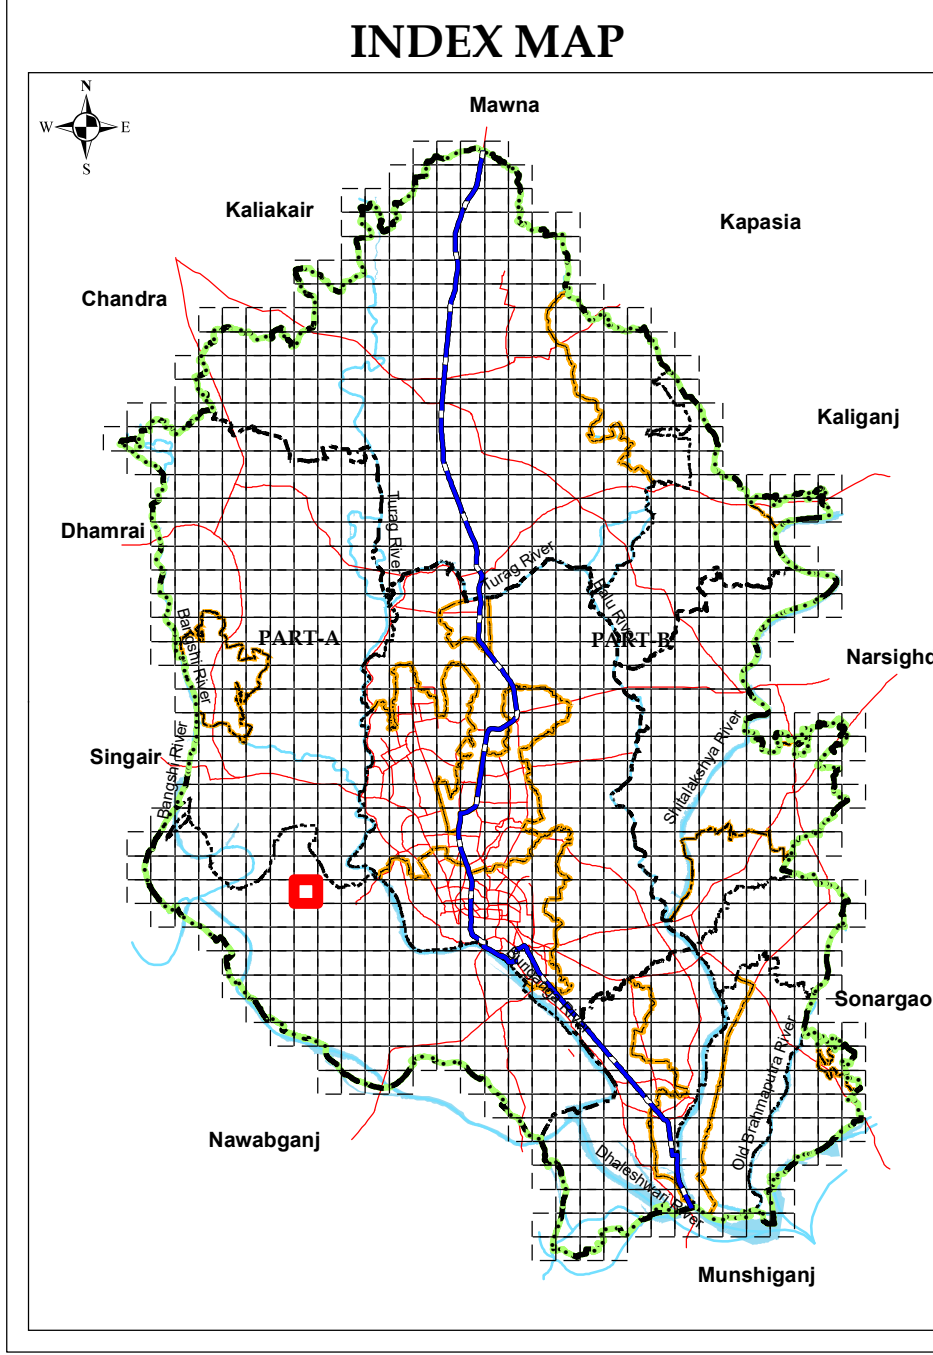 INDEX MAP
N
W E
S
Mawna
Kaliakair
Kapasia
Chandra
Kaliganj
Dhamrai
Turag River
Turag River
Balu River
Bangshi River
PART-A
PART-B
Narsighd
Singair
Bangshi River
Shitalakshya River
Buriganga River
Sonargao
Old Brahmaputra River
Nawabganj
Dhaleshwari River
Munshiganj